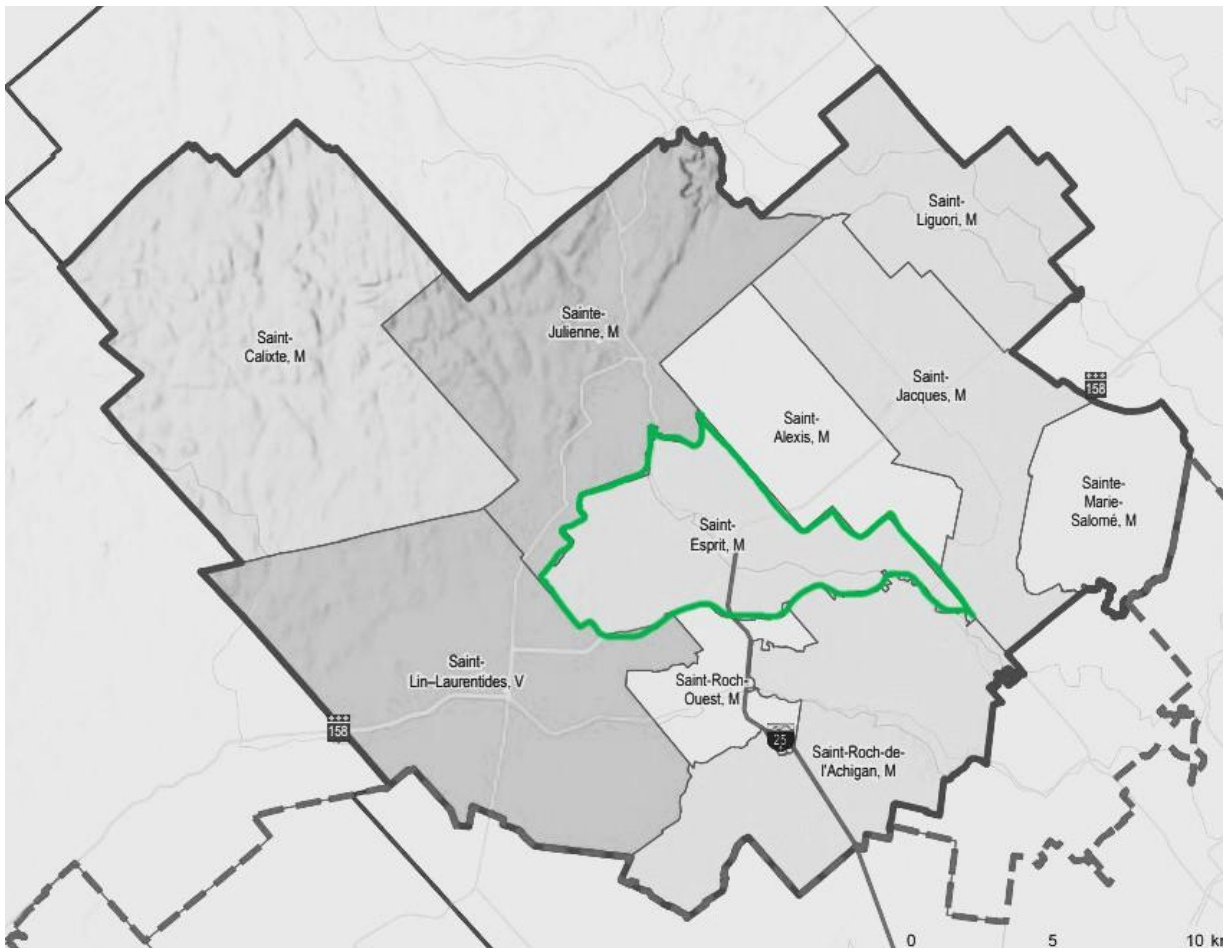 Saint-
Liguori, M
Sainte-
Julienne, M
Saint-
Calixte, M
Saint-
Jacques, M
158
Saint-
Alexis, M
Sainte-
Marie-
Salomé, M
Saint-
Esprit, M
Saint-
Lin–Laurentides, V
Saint-Roch-
Ouest, M
158
25
Saint-Roch-de-
l'Achigan, M
0 5 10 km